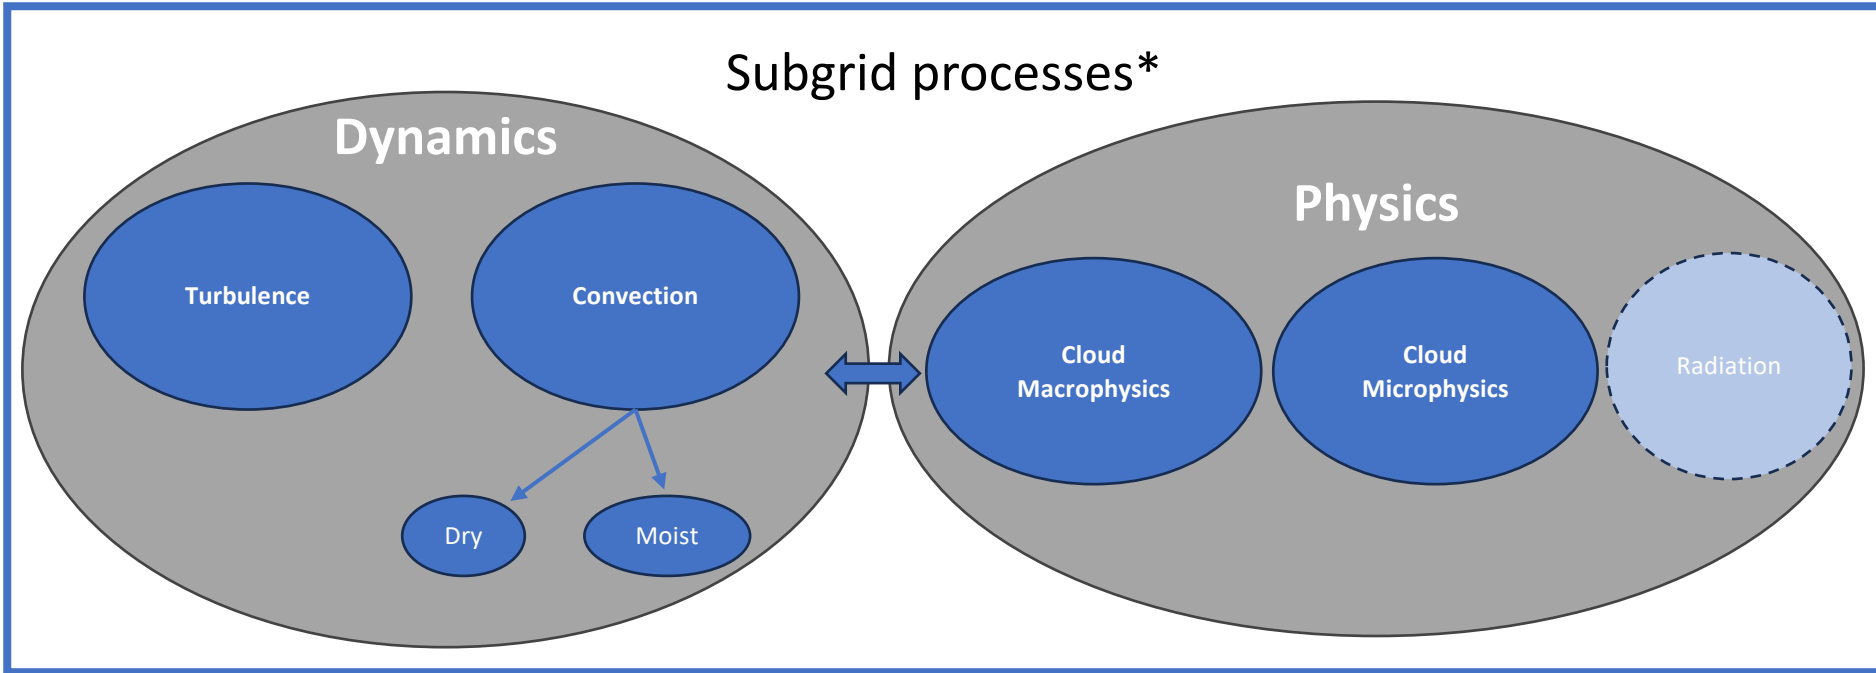 Subgrid processes*
Dynamics
Turbulence
Convection
Dry
Moist
Physics
Cloud
Macrophysics
Cloud
Microphysics
Radiation